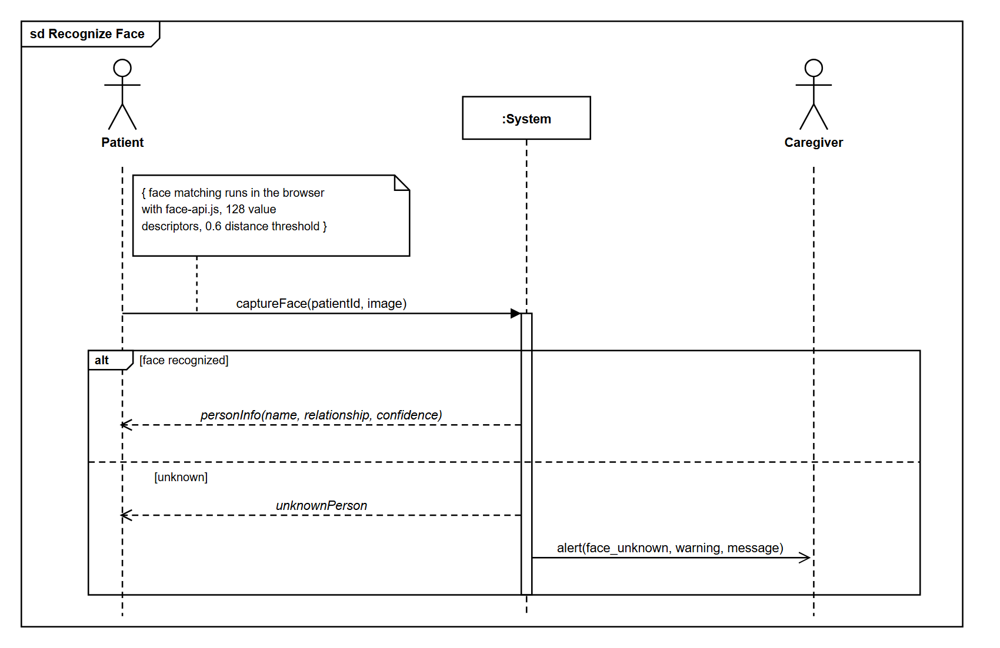 sd Recognize Face
Patient
:System
Caregiver
{ face matching runs in the browser
with face-api.js, 128 value
descriptors, 0.6 distance threshold }
captureFace(patientId, image)
alt
[face recognized]
personInfo(name, relationship, confidence)
[unknown]
unknownPerson
alert(face_unknown, warning, message)